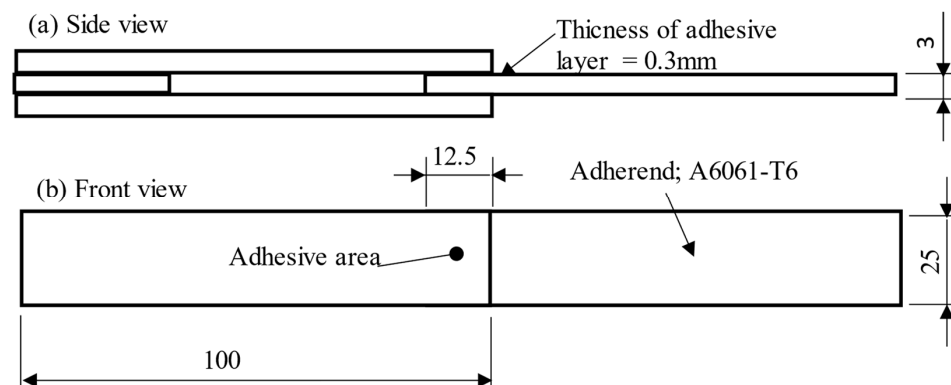 (a) Side view
Thicness of adhesive
layer = 0.3mm
3
12.5
(b) Front view
Adherend; A6061-T6
Adhesive area
25
100